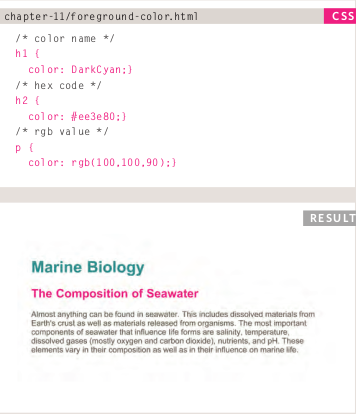 chapter-11/foreground-color.html
CSS
/* color name */
h1 {
color: DarkCyan;}
/* hex code */
h2 {
color: #ee3e80;}
/* rgb value */
p {
color: rgb(100,100,90);}
RESULT
Marine Biology
The Composition of Seawater
Almost anything can be found in seawater. This includes dissolved materials from
Earth's crust as well as materials released from organisms. The most important
components of seawater that influence life forms are salinity, temperature,
dissolved gases (mostly oxygen and carbon dioxide), nutrients, and pH. These
elements vary in their composition as well as in their influence on marine life.